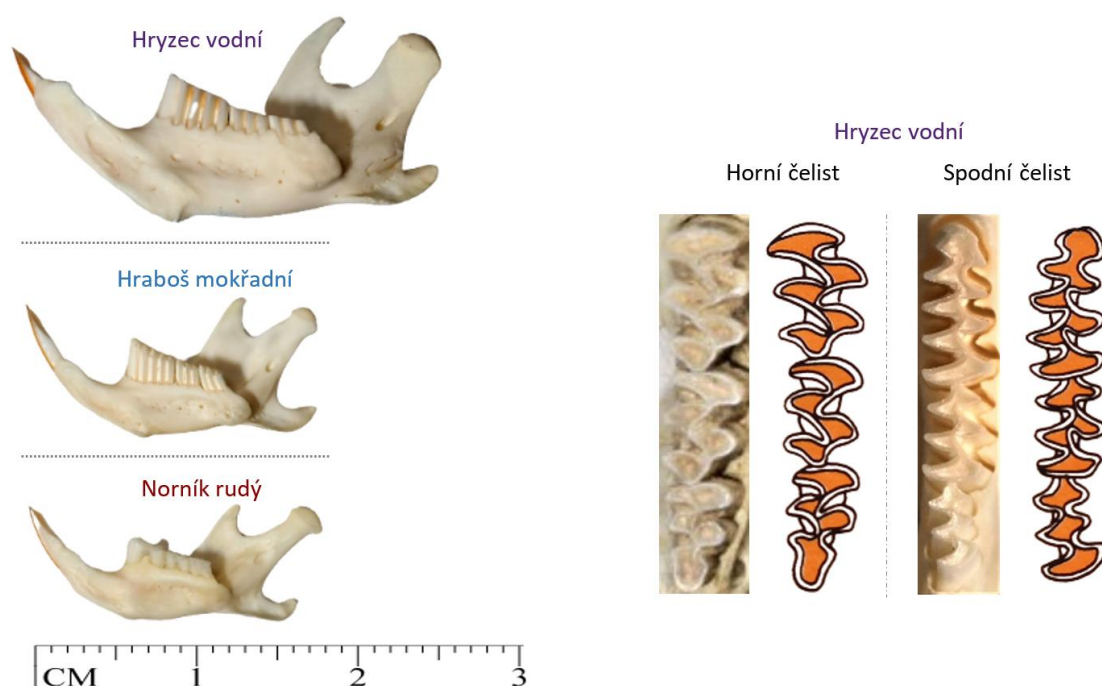 Hryzec vodní
Hraboš mokřadní
Norník rudý
CM 1 2 3
Hryzec vodní
Horní čelist Spodní čelist